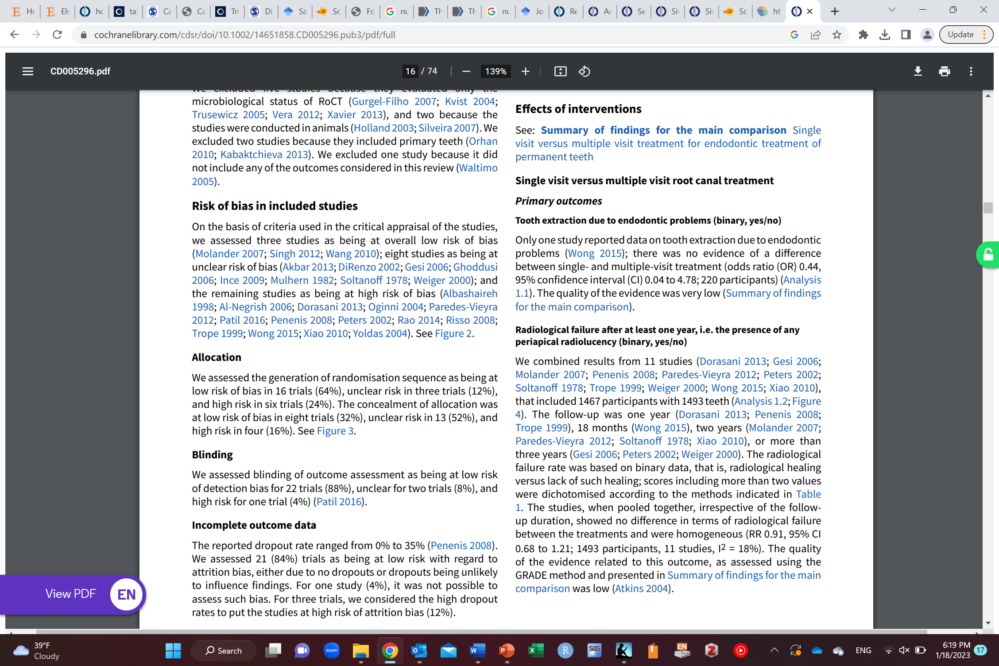 Hc
Els
hc
tal
Ca
Ca
Tri
Di
Sa
Sc
Fo
nu
Th
Th
nu
Jo
Re
Ac
Se
Sir
Sir
Sc
ht
cochranelibrary.com/cdsr/doi/10.1002/14651858.CD005296.pub3/pdf/full
Update
CD005296.pdf
16 / 74
139%
microbiological status of RoCT (Gurgel-Filho 2007; Kvist 2004;
Trusewicz 2005; Vera 2012; Xavier 2013), and two because the
studies were conducted in animals (Holland 2003; Silveira 2007). We
excluded two studies because they included primary teeth (Orhan
2010; Kabaktchieva 2013). We excluded one study because it did
not include any of the outcomes considered in this review (Waltimo
2005).
Risk of bias in included studies
On the basis of criteria used in the critical appraisal of the studies,
we assessed three studies as being at overall low risk of bias
(Molander 2007; Singh 2012; Wang 2010); eight studies as being at
unclear risk of bias (Akbar 2013; DiRenzo 2002; Gesi 2006; Ghoddusi
2006; Ince 2009; Mulhern 1982; Soltanoff 1978; Weiger 2000); and
the remaining studies as being at high risk of bias (Albashaireh
1998; Al-Negrish 2006; Dorasani 2013; Oginni 2004; Paredes-Vieyra
2012; Patil 2016; Penenis 2008; Peters 2002; Rao 2014; Risso 2008;
Trope 1999; Wong 2015; Xiao 2010; Yoldas 2004). See Figure 2.
Allocation
We assessed the generation of randomisation sequence as being at
low risk of bias in 16 trials (64%), unclear risk in three trials (12%),
and high risk in six trials (24%). The concealment of allocation was
at low risk of bias in eight trials (32%), unclear risk in 13 (52%), and
high risk in four (16%). See Figure 3.
Blinding
We assessed blinding of outcome assessment as being at low risk
of detection bias for 22 trials (88%), unclear for two trials (8%), and
high risk for one trial (4%) (Patil 2016).
Incomplete outcome data
The reported dropout rate ranged from 0% to 35% (Penenis 2008).
We assessed 21 (84%) trials as being at low risk with regard to
attrition bias, either due to no dropouts or dropouts being unlikely
to influence findings. For one study (4%), it was not possible to
assess such bias. For three trials, we considered the high dropout
rates to put the studies at high risk of attrition bias (12%).
Effects of interventions
See: Summary of findings for the main comparison Single
visit versus multiple visit treatment for endodontic treatment of
permanent teeth
Single visit versus multiple visit root canal treatment
Primary outcomes
Tooth extraction due to endodontic problems (binary, yes/no)
Only one study reported data on tooth extraction due to endodontic
problems (Wong 2015); there was no evidence of a difference
between single- and multiple-visit treatment (odds ratio (OR) 0.44,
95% confidence interval (CI) 0.04 to 4.78; 220 participants) (Analysis
1.1). The quality of the evidence was very low (Summary of findings
for the main comparison).
Radiological failure after at least one year, i.e. the presence of any
periapical radiolucency (binary, yes/no)
We combined results from 11 studies (Dorasani 2013; Gesi 2006;
Molander 2007; Penenis 2008; Paredes-Vieyra 2012; Peters 2002;
Soltanoff 1978; Trope 1999; Weiger 2000; Wong 2015; Xiao 2010),
that included 1467 participants with 1493 teeth (Analysis 1.2; Figure
4). The follow-up was one year (Dorasani 2013; Penenis 2008;
Trope 1999), 18 months (Wong 2015), two years (Molander 2007;
Paredes-Vieyra 2012; Soltanoff 1978; Xiao 2010), or more than
three years (Gesi 2006; Peters 2002; Weiger 2000). The radiological
failure rate was based on binary data, that is, radiological healing
versus lack of such healing; scores including more than two values
were dichotomised according to the methods indicated in Table
1. The studies, when pooled together, irrespective of the follow-
up duration, showed no difference in terms of radiological failure
between the treatments and were homogeneous (RR 0.91, 95% CI
0.68 to 1.21; 1493 participants, 11 studies, I2 = 18%). The quality
of the evidence related to this outcome, as assessed using the
GRADE method and presented in Summary of findings for the main
comparison was low (Atkins 2004).
View PDF EN
39°F
Cloudy
Search
zoom
sas
EN
ENG
6:19 PM
1/18/2023
17